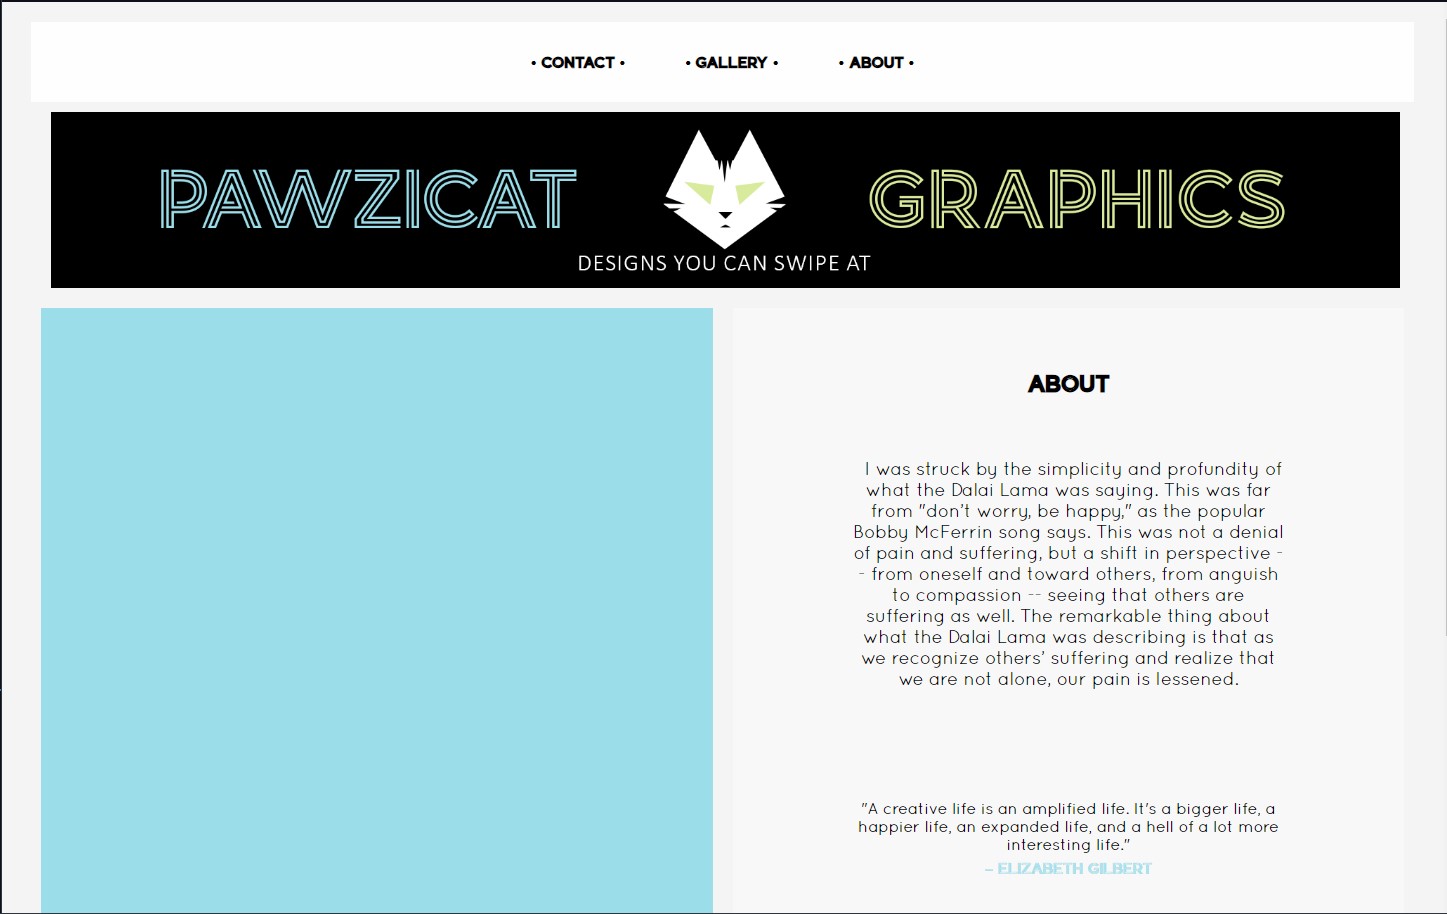 • CONTACT • • GALLERY • • ABOUT •
PAWZICAT GRAPHICS
DESIGNS YOU CAN SWIPE AT
ABOUT
I was struck by the simplicity and profundity of
what the Dalai Lama was saying. This was far
from "don’t worry, be happy," as the popular
Bobby McFerrin song says. This was not a denial
of pain and suffering, but a shift in perspective -
- from oneself and toward others, from anguish
to compassion -- seeing that others are
suffering as well. The remarkable thing about
what the Dalai Lama was describing is that as
we recognize others’ suffering and realize that
we are not alone, our pain is lessened.
"A creative life is an amplified life. It's a bigger life, a
happier life, an expanded life, and a hell of a lot more
interesting life."
– ELIZABETH GILBERT